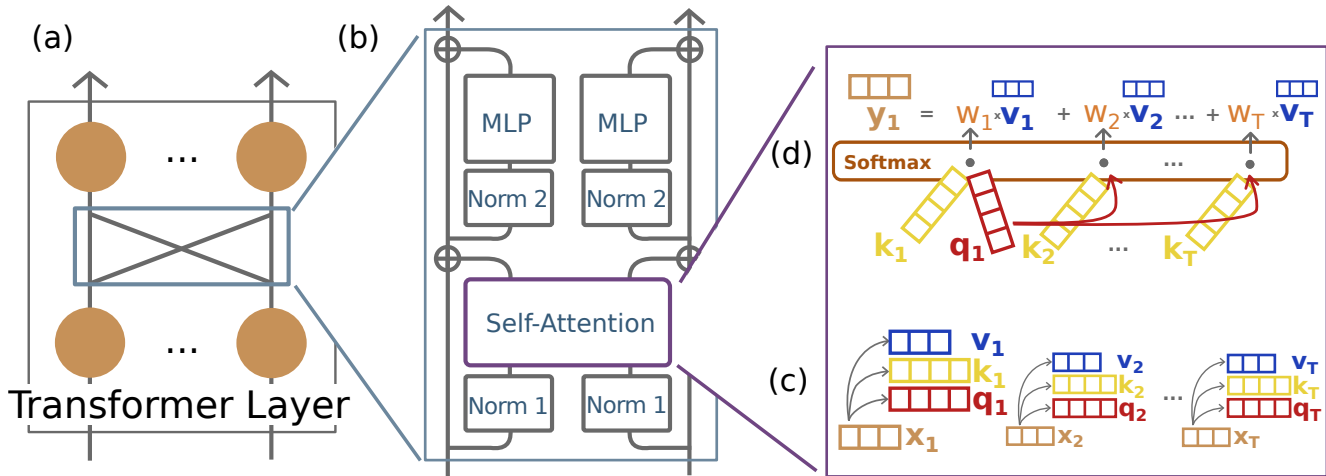 (a)
...
...
Transformer Layer
(b)
MLP MLP
Norm 2 Norm 2
Self-Attention
Norm 1 Norm 1
(d)
y1 = w1 x v1 + w2 x v2 ... + wT x vT
Softmax ...
k1 q1 k2 ... kT
(c)
v1 v2 vT
k1 k2 ... kT
q1 q2 qT
x1 x2 xT